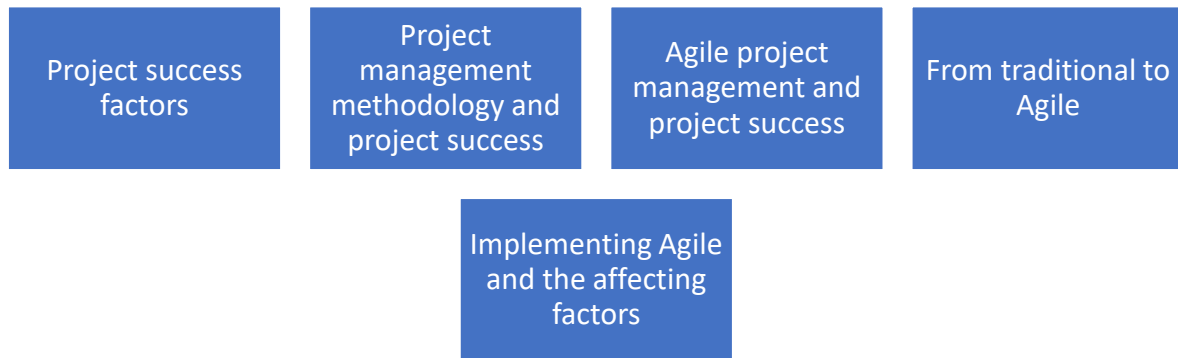 Project success
factors
Project
management
methodology and
project success
Agile project
management and
project success
From traditional to
Agile
Implementing Agile
and the affecting
factors